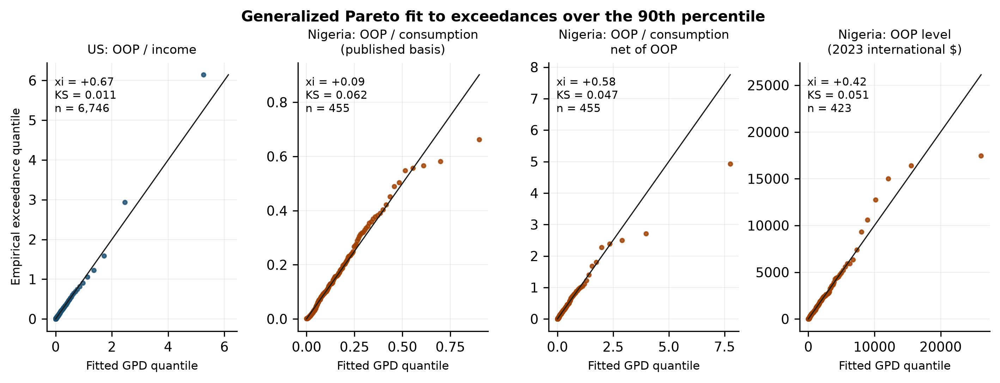 Generalized Pareto fit to exceedances over the 90th percentile
US: OOP / income
Empirical exceedance quantile
6
5
4
3
2
1
0
xi = +0.67
KS = 0.011
n = 6,746
0
2
4
6
Fitted GPD quantile
Nigeria: OOP / consumption
(published basis)
0.8
0.6
0.4
0.2
0.0
xi = +0.09
KS = 0.062
n = 455
0.00
0.25
0.50
0.75
Fitted GPD quantile
Nigeria: OOP / consumption
net of OOP
8
7
6
5
4
3
2
1
0
xi = +0.58
KS = 0.047
n = 455
0.0
2.5
5.0
7.5
Fitted GPD quantile
Nigeria: OOP level
(2023 international $)
25000
20000
15000
10000
5000
0
xi = +0.42
KS = 0.051
n = 423
0
10000
20000
Fitted GPD quantile